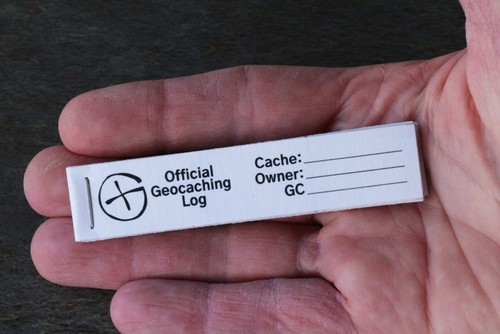 Official
Geocaching
Log
Cache:
Owner:
GC